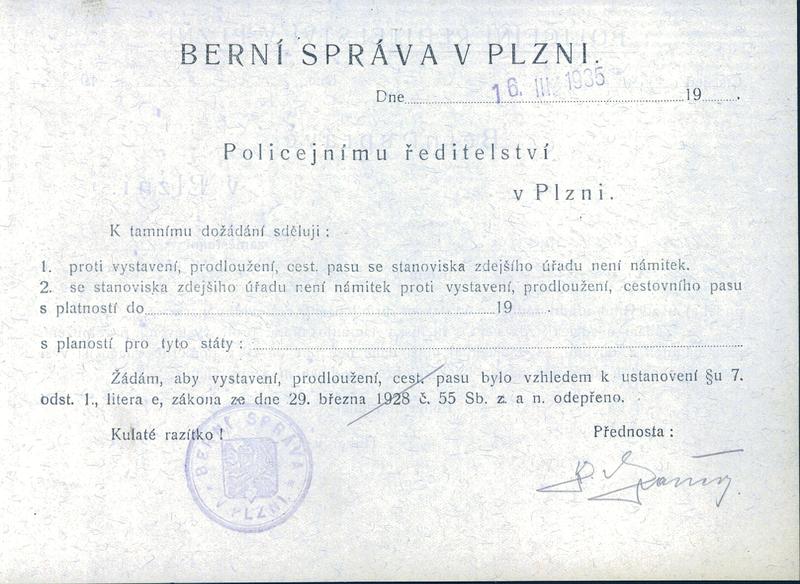 BERNÍ SPRÁVA V PLZNI.
Dne 16. III. 1935 19 .
Policejnímu ředitelství
v Plzni.
K tamnímu dožádání sděluji :
1. proti vystavení, prodloužení, cest. pasu se stanoviska zdejšího úřadu není námitek.
2. se stanoviska zdejšího úřadu není námitek proti vystavení, prodloužení, cestovního pasu
s platností do 19
s plaností pro tyto státy :
Žádám, aby vystavení, prodloužení, cest. pasu bylo vzhledem k ustanovení §u 7.
odst. 1., litera e, zákona ze dne 29. března 1928 č. 55 Sb. z. a n. odepřeno.
Kulaté razítko !
Přednosta :
BERNÍ SPRÁVA
V PLZNI